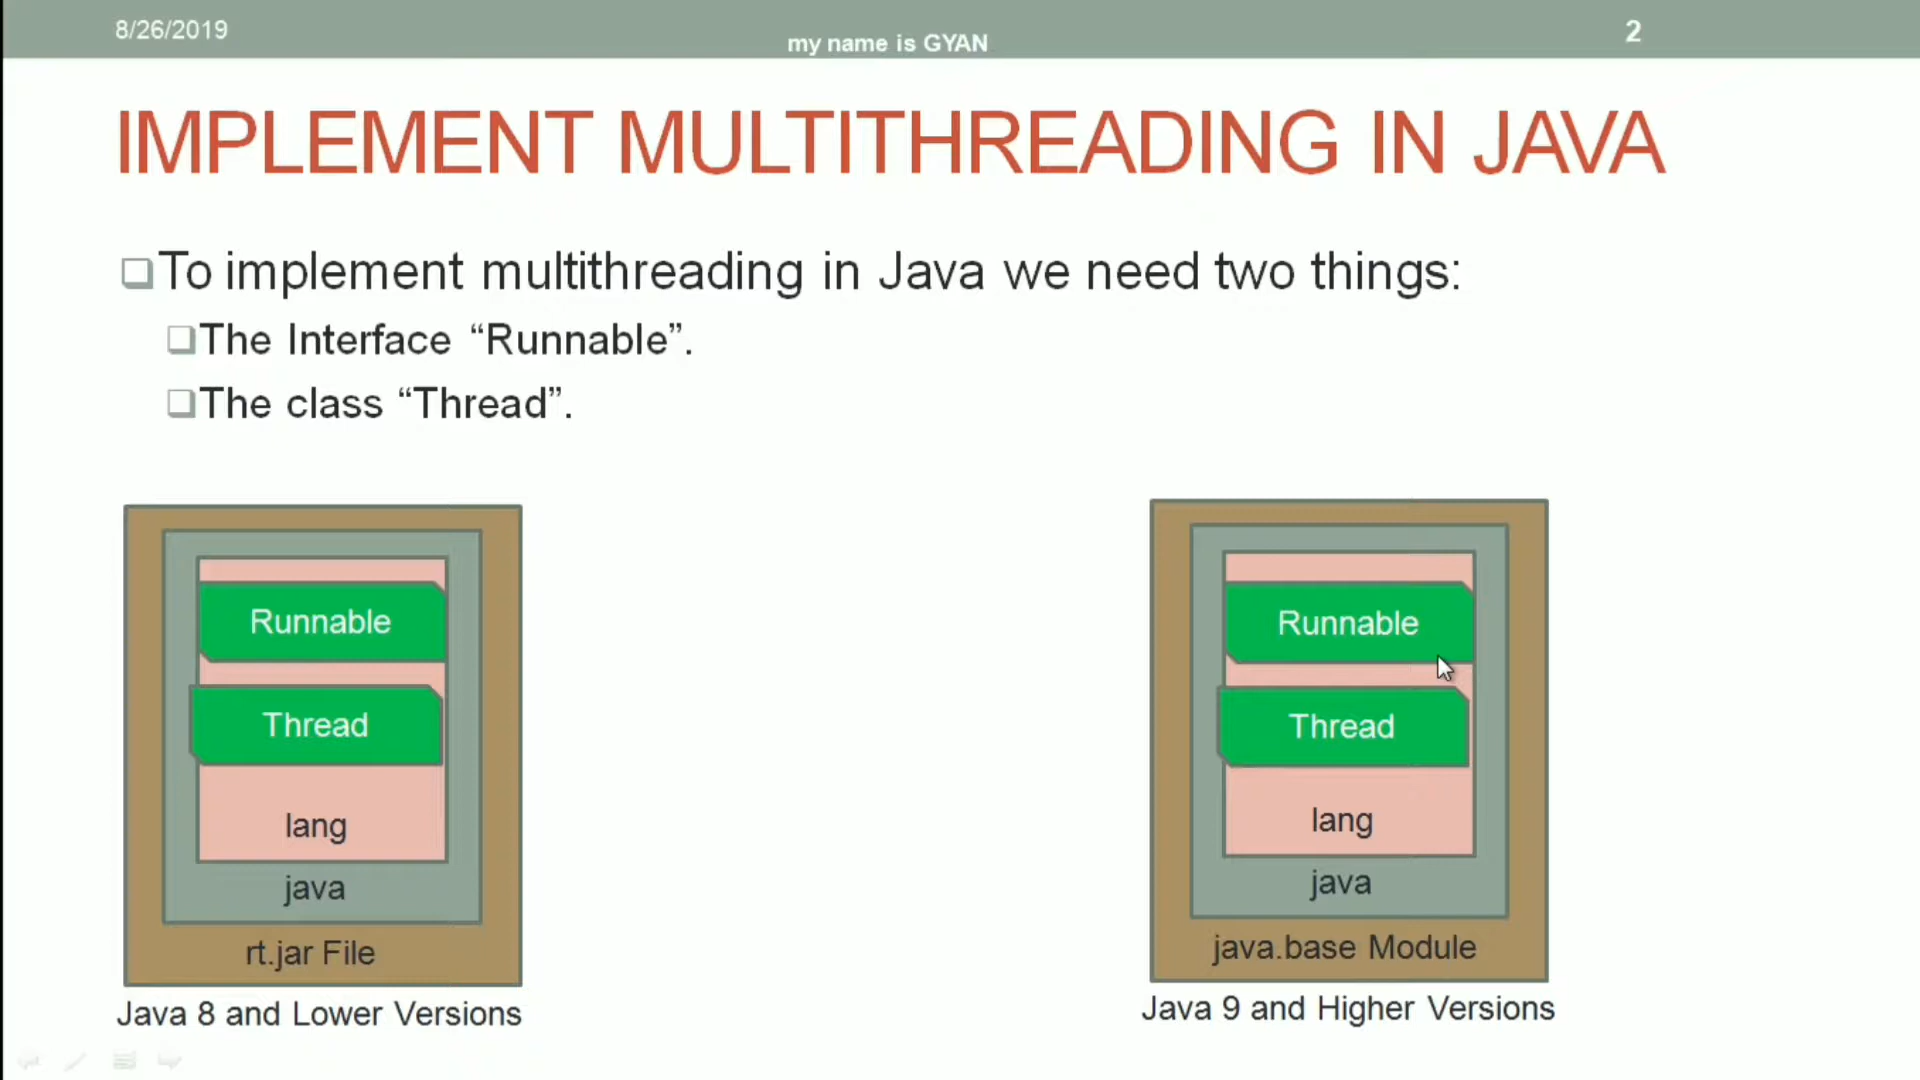 8/26/2019
my name is GYAN
2
IMPLEMENT MULTITHREADING IN JAVA
To implement multithreading in Java we need two things:
The Interface “Runnable”.
The class “Thread”.
Runnable
Thread
lang
java
rt.jar File
Java 8 and Lower Versions
Runnable
Thread
lang
java
java.base Module
Java 9 and Higher Versions